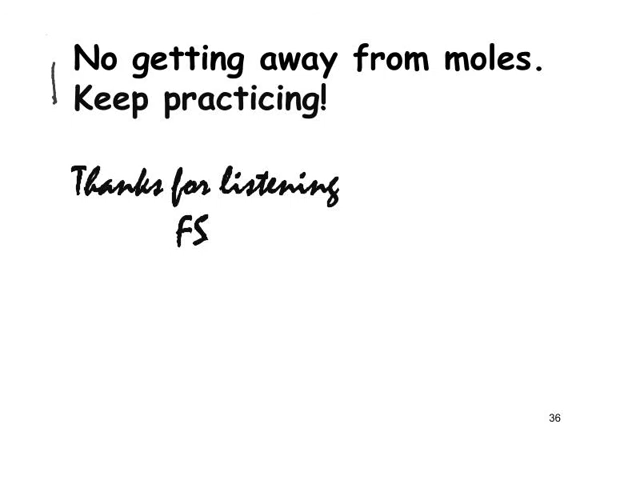 No getting away from moles.
Keep practicing!
Thanks for listening
FS
36